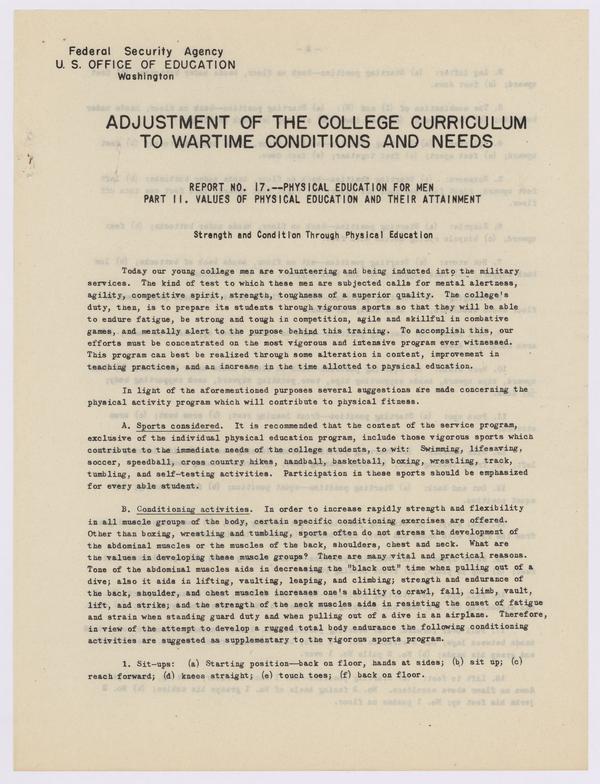 Federal Security Agency
U. S. OFFICE OF EDUCATION
Washington
ADJUSTMENT OF THE COLLEGE CURRICULUM
TO WARTIME CONDITIONS AND NEEDS
REPORT NO. 17.--PHYSICAL EDUCATION FOR MEN
PART II. VALUES OF PHYSICAL EDUCATION AND THEIR ATTAINMENT
Strength and Condition Through Physical Education
Today our young college men are volunteering and being inducted into the military
services. The kind of test to which these men are subjected calls for mental alertness,
agility, competitive spirit, strength, toughness of a superior quality. The college's
duty, then, is to prepare its students through vigorous sports so that they will be able
to endure fatigue, be strong and tough in competition, agile and skillful in combative
games, and mentally alert to the purpose behind this training. To accomplish this, our
efforts must be concentrated on the most vigorous and intensive program ever witnessed.
This program can best be realized through some alteration in content, improvement in
teaching practices, and an increase in the time allotted to physical education.
In light of the aforementioned purposes several suggestions are made concerning the
physical activity program which will contribute to physical fitness.
A. Sports considered. It is recommended that the content of the service program,
exclusive of the individual physical education program, include those vigorous sports which
contribute to the immediate needs of the college students, to wit: Swimming, lifesaving,
soccer, speedball, cross country hikes, handball, basketball, boxing, wrestling, track,
tumbling, and self-testing activities. Participation in these sports should be emphasized
for every able student.
B. Conditioning activities. In order to increase rapidly strength and flexibility
in all muscle groups of the body, certain specific conditioning exercises are offered.
Other than boxing, wrestling and tumbling, sports often do not stress the development of
the abdominal muscles or the muscles of the back, shoulders, chest and neck. What are
the values in developing these muscle groups? There are many vital and practical reasons.
Tone of the abdominal muscles aids in decreasing the "black out" time when pulling out of a
dive; also it aids in lifting, vaulting, leaping, and climbing; strength and endurance of
the back, shoulder, and chest muscles increases one's ability to crawl, fall, climb, vault,
lift, and strike; and the strength of the neck muscles aids in resisting the onset of fatigue
and strain when standing guard duty and when pulling out of a dive in an airplane. Therefore,
in view of the attempt to develop a rugged total body endurance the following conditioning
activities are suggested as supplementary to the vigorous sports program.
1. Sit-ups: (a) Starting position--back on floor, hands at sides; (b) sit up; (c)
reach forward; (d) knees straight; (e) touch toes; (f) back on floor.